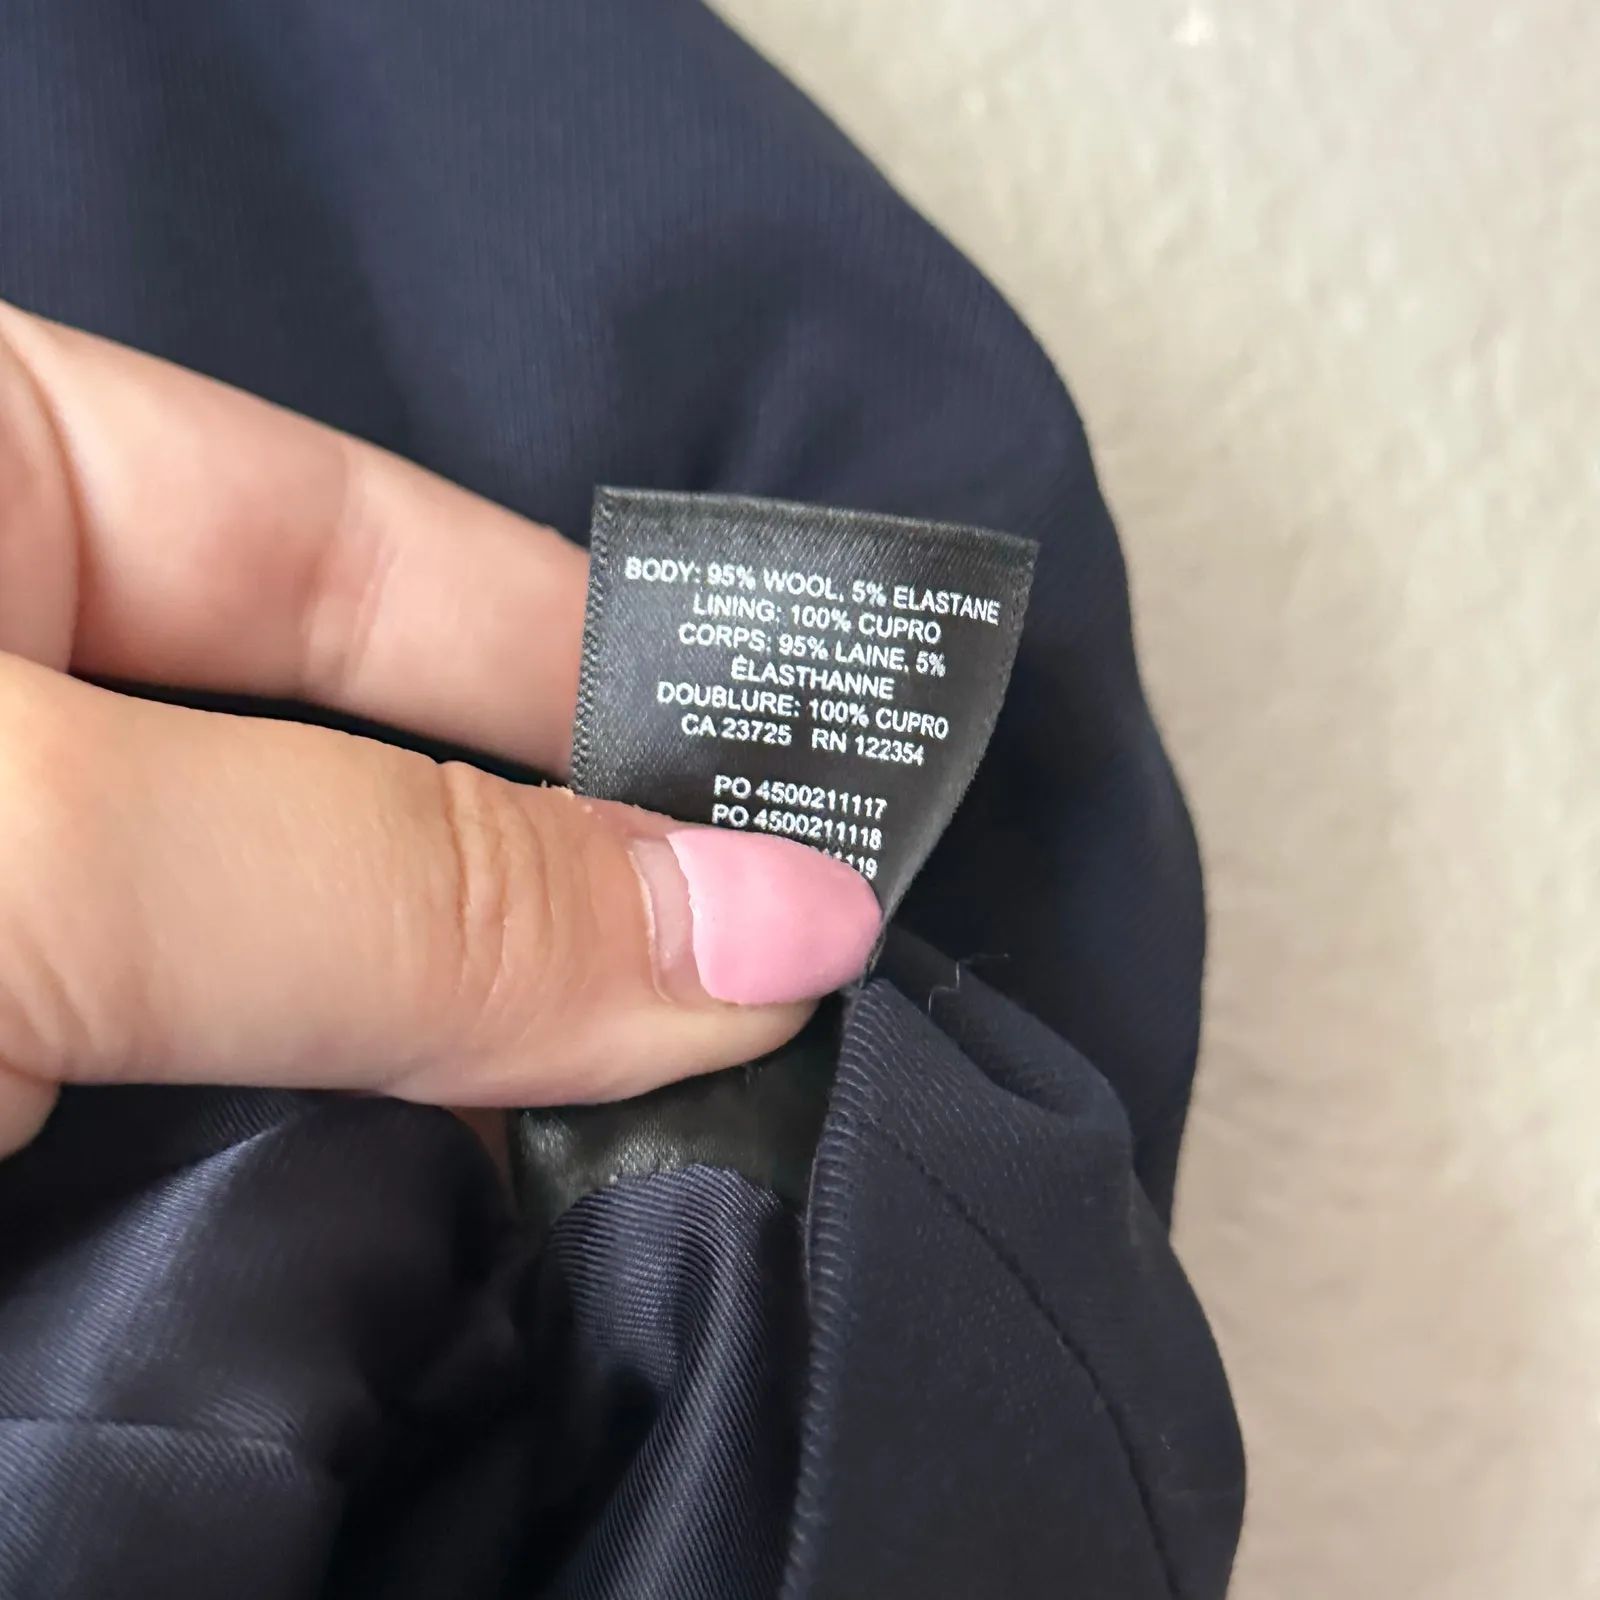 BODY: 95% WOOL, 5% ELASTANE
LINING: 100% CUPRO
CORPS: 95% LAINE, 5%
ÉLASTHANNE
DOUBLURE: 100% CUPRO
CA 23725 RN 122354
PO 4500211117
PO 4500211118